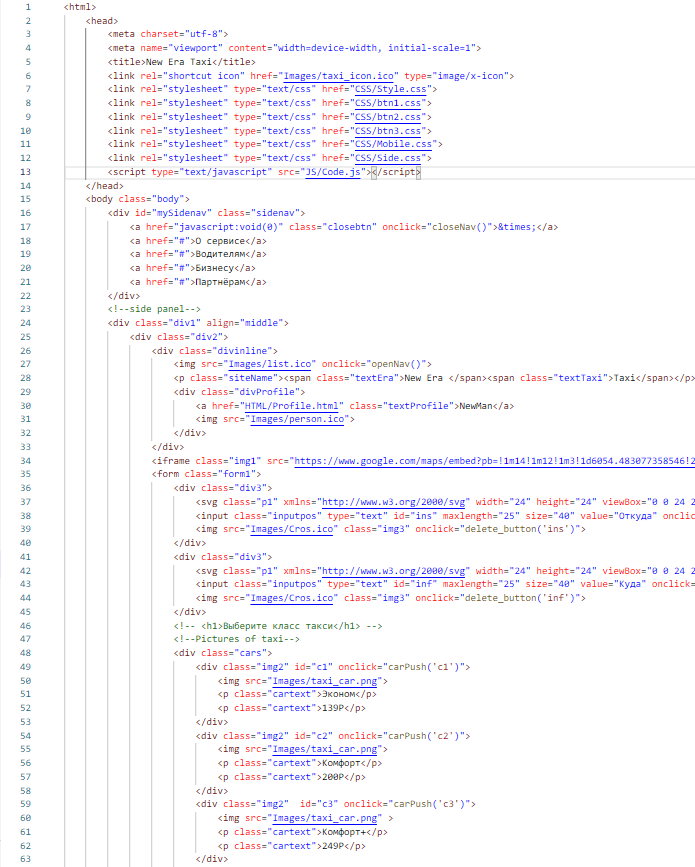 1 <html>
2 <head>
3 <meta charset="utf-8">
4 <meta name="viewport" content="width=device-width, initial-scale=1">
5 <title>New Era Taxi</title>
6 <link rel="shortcut icon" href="Images/taxi_icon.ico" type="image/x-icon">
7 <link rel="stylesheet" type="text/css" href="CSS/Style.css">
8 <link rel="stylesheet" type="text/css" href="CSS/btn1.css">
9 <link rel="stylesheet" type="text/css" href="CSS/btn2.css">
10 <link rel="stylesheet" type="text/css" href="CSS/btn3.css">
11 <link rel="stylesheet" type="text/css" href="CSS/Mobile.css">
12 <link rel="stylesheet" type="text/css" href="CSS/Side.css">
13 <script type="text/javascript" src="JS/Code.js"></script>
14 </head>
15 <body class="body">
16 <div id="mySidenav" class="sidenav">
17 <a href="javascript:void(0)" class="closebtn" onclick="closeNav()">&times;</a>
18 <a href="#">О сервисе</a>
19 <a href="#">Водителям</a>
20 <a href="#">Бизнесу</a>
21 <a href="#">Партнёрам</a>
22 </div>
23 <!--side panel-->
24 <div class="div1" align="middle">
25 <div class="div2">
26 <div class="divinline">
27 <img src="Images/list.ico" onclick="openNav()">
28 <p class="siteName"><span class="textEra">New Era </span><span class="textTaxi">Taxi</span></p>
29 <div class="divProfile">
30 <a href="HTML/Profile.html" class="textProfile">NewMan</a>
31 <img src="Images/person.ico">
32 </div>
33 </div>
34 <iframe class="img1" src="https://www.google.com/maps/embed?pb=!1m14!1m12!1m3!1d6054.483077358546!2
35 <form class="form1">
36 <div class="div3">
37 <svg class="p1" xmlns="http://www.w3.org/2000/svg" width="24" height="24" viewBox="0 0 24 2
38 <input class="inputpos" type="text" id="ins" maxlength="25" size="40" value="Откуда" onclic
39 <img src="Images/Cros.ico" class="img3" onclick="delete_button('ins')">
40 </div>
41 <div class="div3">
42 <svg class="p1" xmlns="http://www.w3.org/2000/svg" width="24" height="24" viewBox="0 0 24 2
43 <input class="inputpos" type="text" id="inf" maxlength="25" size="40" value="Куда" onclick=
44 <img src="Images/Cros.ico" class="img3" onclick="delete_button('inf')">
45 </div>
46 <!-- <h1>Выберите класс такси</h1> -->
47 <!--Pictures of taxi-->
48 <div class="cars">
49 <div class="img2" id="c1" onclick="carPush('c1')">
50 <img src="Images/taxi_car.png">
51 <p class="cartext">Эконом</p>
52 <p class="cartext">139Р</p>
53 </div>
54 <div class="img2" id="c2" onclick="carPush('c2')">
55 <img src="Images/taxi_car.png">
56 <p class="cartext">Комфорт</p>
57 <p class="cartext">200Р</p>
58 </div>
59 <div class="img2"  id="c3" onclick="carPush('c3')">
60 <img src="Images/taxi_car.png" >
61 <p class="cartext">Комфорт+</p>
62 <p class="cartext">249Р</p>
63 </div>